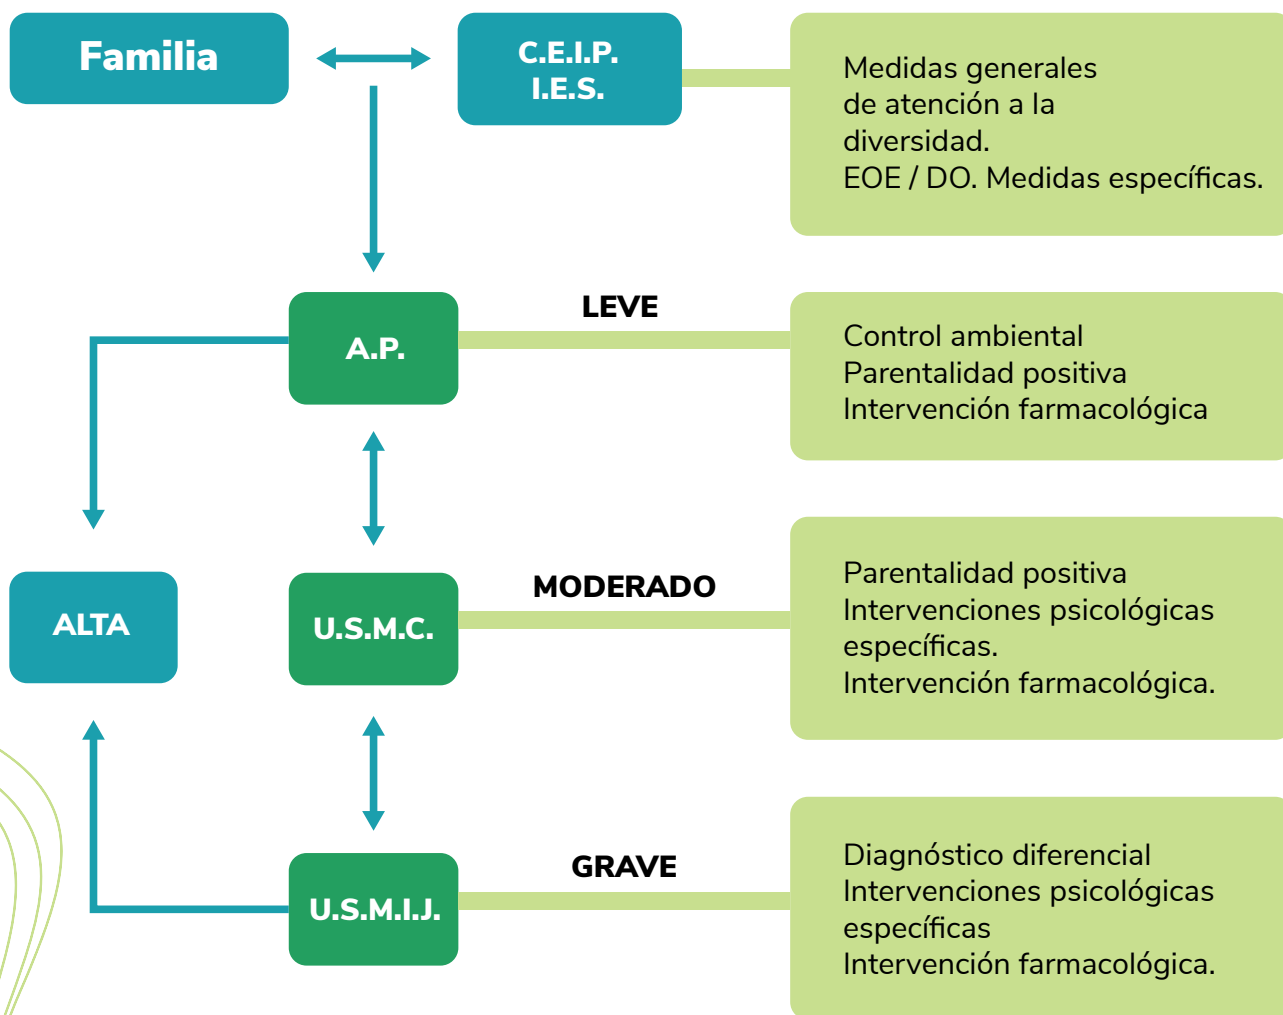 Familia
C.E.I.P.
I.E.S.
Medidas generales
de atención a la
diversidad.
EOE / DO. Medidas específicas.
A.P.
LEVE
Control ambiental
Parentalidad positiva
Intervención farmacológica
ALTA
U.S.M.C.
MODERADO
Parentalidad positiva
Intervenciones psicológicas
específicas.
Intervención farmacológica.
U.S.M.I.J.
GRAVE
Diagnóstico diferencial
Intervenciones psicológicas
específicas
Intervención farmacológica.